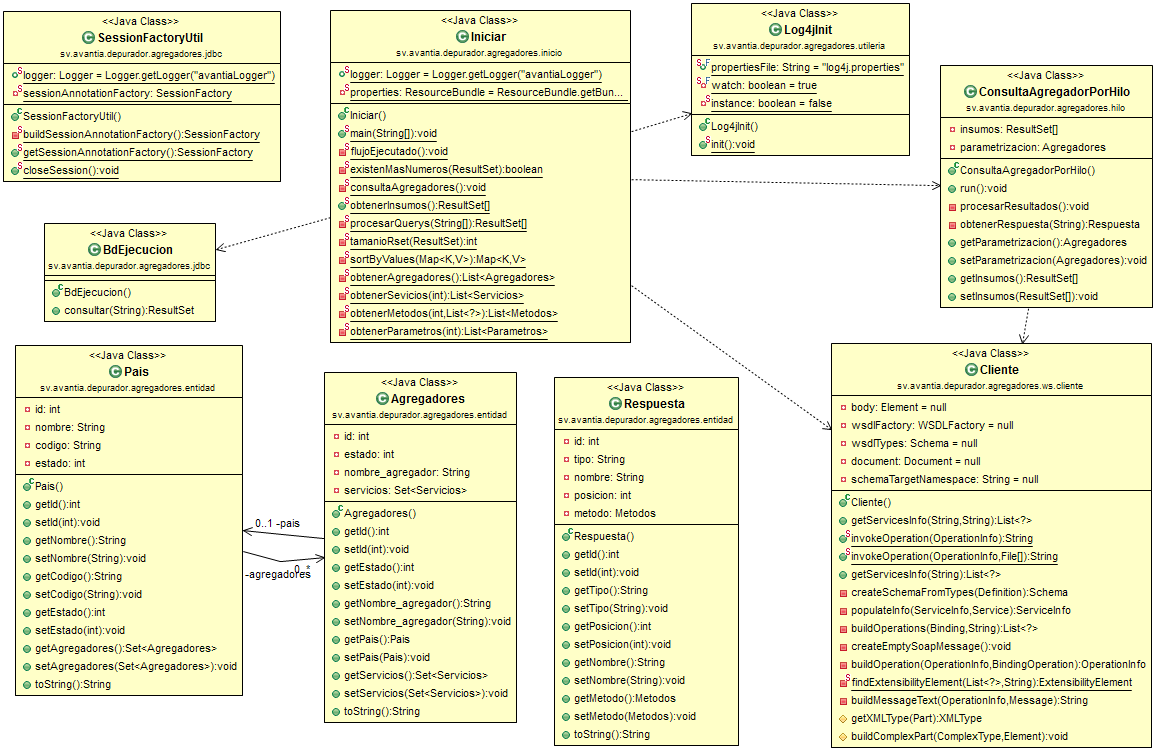 <<Java Class>>
SessionFactoryUtil
sv.avantia.depurador.agregadores.jdbc
logger: Logger = Logger.getLogger("avantiaLogger")
sessionAnnotationFactory: SessionFactory
SessionFactoryUtil()
buildSessionAnnotationFactory():SessionFactory
getSessionAnnotationFactory():SessionFactory
closeSession():void
<<Java Class>>
Iniciar
sv.avantia.depurador.agregadores.inicio
logger: Logger = Logger.getLogger("avantiaLogger")
properties: ResourceBundle = ResourceBundle.getBun...
Iniciar()
main(String[]):void
flujoEjecutado():void
existenMasNumeros(ResultSet):boolean
consultaAgregadores():void
obtenerInsumos():ResultSet[]
procesarQuerys(String[]):ResultSet[]
tamanioRset(ResultSet):int
sortByValues(Map<K,V>):Map<K,V>
obtenerAgregadores():List<Agregadores>
obtenerSevicios(int):List<Servicios>
obtenerMetodos(int,List<?>):List<Metodos>
obtenerParametros(int):List<Parametros>
<<Java Class>>
Log4jInit
sv.avantia.depurador.agregadores.utileria
propertiesFile: String = "log4j.properties"
watch: boolean = true
instance: boolean = false
Log4jInit()
init():void
<<Java Class>>
ConsultaAgregadorPorHilo
sv.avantia.depurador.agregadores.hilo
insumos: ResultSet[]
parametrizacion: Agregadores
ConsultaAgregadorPorHilo()
run():void
procesarResultados():void
obtenerRespuesta(String):Respuesta
getParametrizacion():Agregadores
setParametrizacion(Agregadores):void
getInsumos():ResultSet[]
setInsumos(ResultSet[]):void
<<Java Class>>
BdEjecucion
sv.avantia.depurador.agregadores.jdbc
BdEjecucion()
consultar(String):ResultSet
<<Java Class>>
Pais
sv.avantia.depurador.agregadores.entidad
id: int
nombre: String
codigo: String
estado: int
Pais()
getId():int
setId(int):void
getNombre():String
setNombre(String):void
getCodigo():String
setCodigo(String):void
getEstado():int
setEstado(int):void
getAgregadores():Set<Agregadores>
setAgregadores(Set<Agregadores>):void
toString():String
0..1 -pais
0..*
-agregadores
<<Java Class>>
Agregadores
sv.avantia.depurador.agregadores.entidad
id: int
estado: int
nombre_agregador: String
servicios: Set<Servicios>
Agregadores()
getId():int
setId(int):void
getEstado():int
setEstado(int):void
getNombre_agregador():String
setNombre_agregador(String):void
getPais():Pais
setPais(Pais):void
getServicios():Set<Servicios>
setServicios(Set<Servicios>):void
toString():String
<<Java Class>>
Respuesta
sv.avantia.depurador.agregadores.entidad
id: int
tipo: String
nombre: String
posicion: int
metodo: Metodos
Respuesta()
getId():int
setId(int):void
getTipo():String
setTipo(String):void
getPosicion():int
setPosicion(int):void
getNombre():String
setNombre(String):void
getMetodo():Metodos
setMetodo(Metodos):void
toString():String
<<Java Class>>
Cliente
sv.avantia.depurador.agregadores.ws.cliente
body: Element = null
wsdlFactory: WSDLFactory = null
wsdlTypes: Schema = null
document: Document = null
schemaTargetNamespace: String = null
Cliente()
getServicesInfo(String,String):List<?>
invokeOperation(OperationInfo):String
invokeOperation(OperationInfo,File[]):String
getServicesInfo(String):List<?>
createSchemaFromTypes(Definition):Schema
populateInfo(ServiceInfo,Service):ServiceInfo
buildOperations(Binding,String):List<?>
createEmptySoapMessage():void
buildOperation(OperationInfo,BindingOperation):OperationInfo
findExtensibilityElement(List<?>,String):ExtensibilityElement
buildMessageText(OperationInfo,Message):String
getXMLType(Part):XMLType
buildComplexPart(ComplexType,Element):void